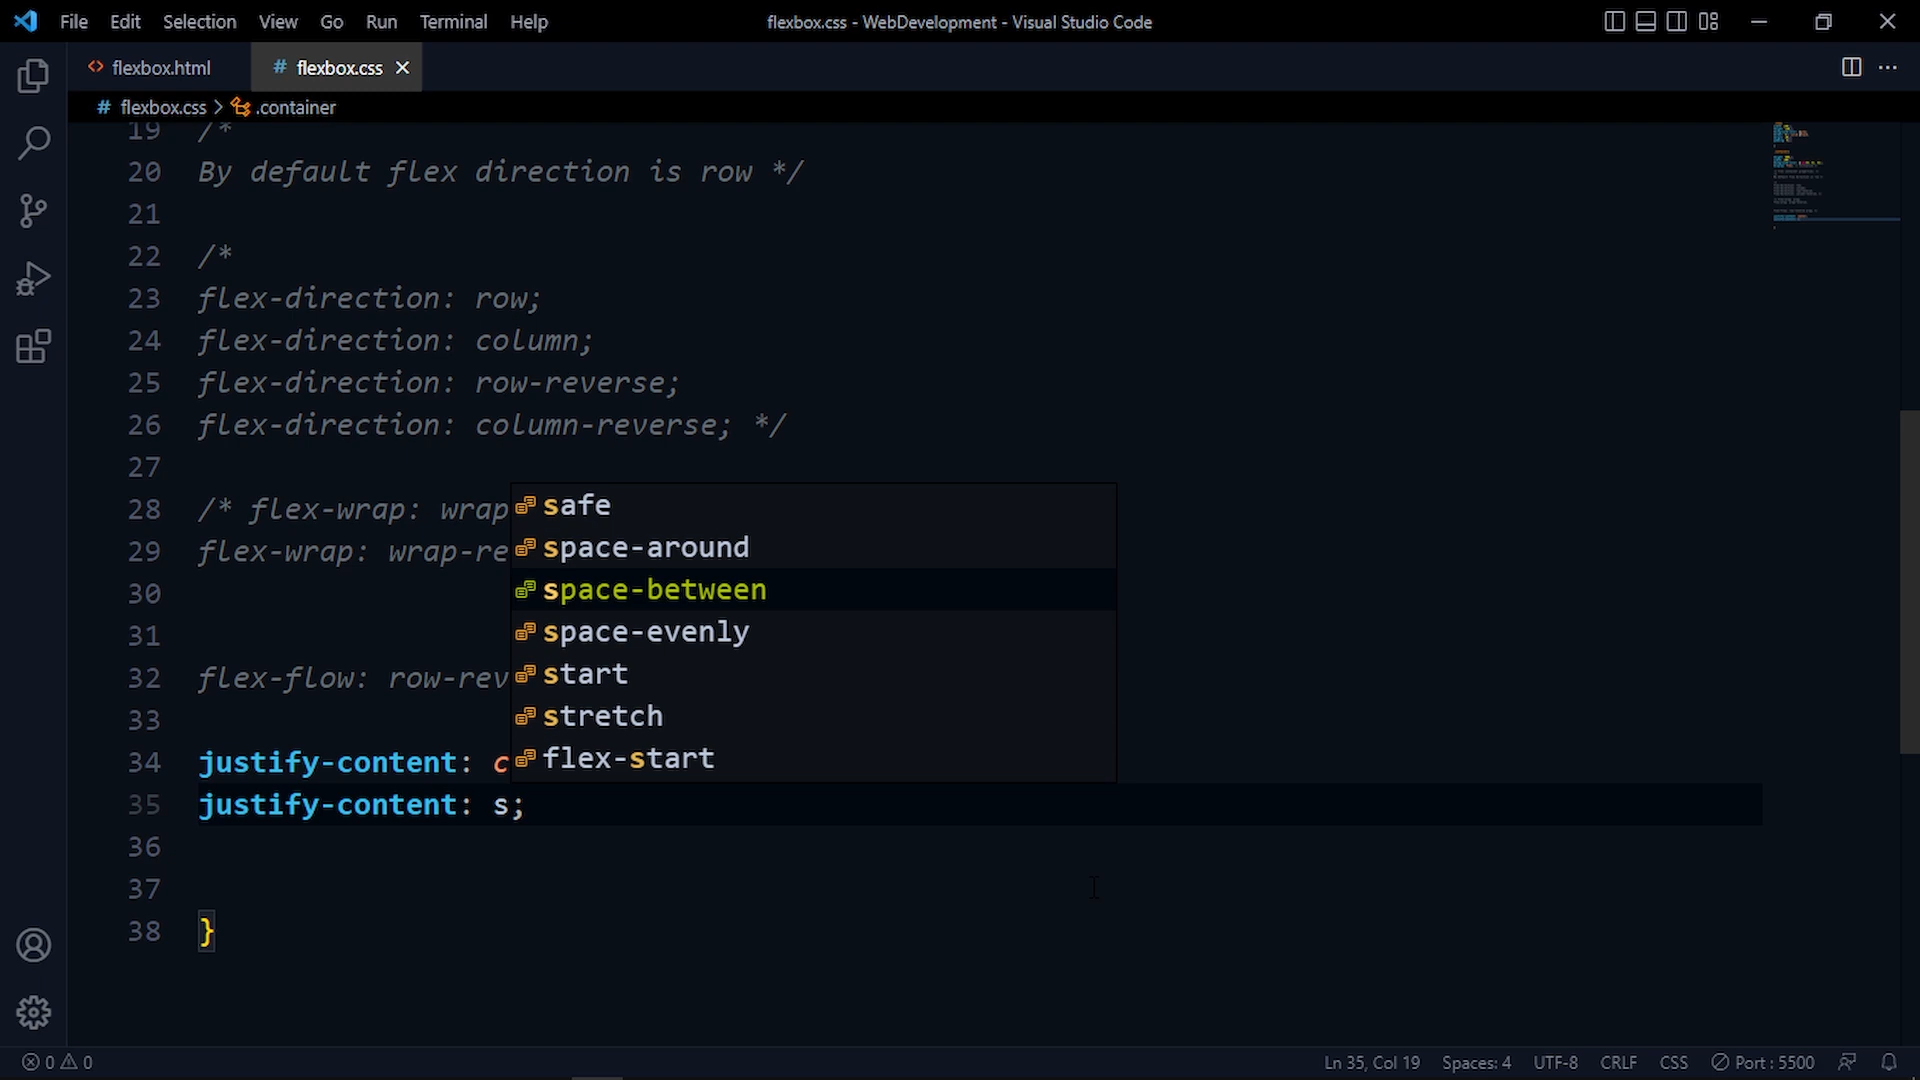 File Edit Selection View Go Run Terminal Help
flexbox.css - WebDevelopment - Visual Studio Code
<> flexbox.html
# flexbox.css
# flexbox.css > .container
19 /*
20 By default flex direction is row */
21
22 /*
23 flex-direction: row;
24 flex-direction: column;
25 flex-direction: row-reverse;
26 flex-direction: column-reverse; */
27
28 /* flex-wrap: wrap
29 flex-wrap: wrap-re
30
31
32 flex-flow: row-rev
33
34 justify-content: c
35 justify-content: s;
36
37
38 }
safe
space-around
space-between
space-evenly
start
stretch
flex-start
0 0
Ln 35, Col 19 Spaces: 4 UTF-8 CRLF CSS Port : 5500